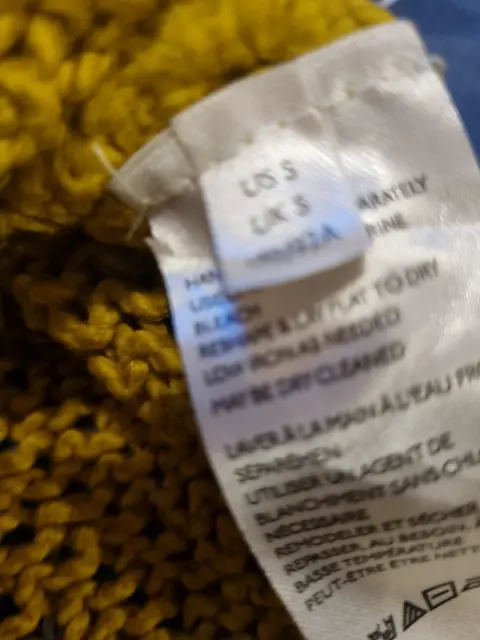 US S
UK S
ARATELY
RINE
BLEACH
RESHAPE & LAY FLAT TO DRY
LOW IRON AS NEEDED
MAY BE DRY CLEANED
LAVER À LA MAIN À L'EAU FR
SÉPARÉMEN
UTILISER UN AGENT DE
BLANCHIMENT SANS CHL
NÉCESSAIRE
REMODELER ET SÉCHER
REPASSER, AU BESOIN, À
BASSE TEMPÉRATURE
PEUT-ÊTRE ÊTRE NETT